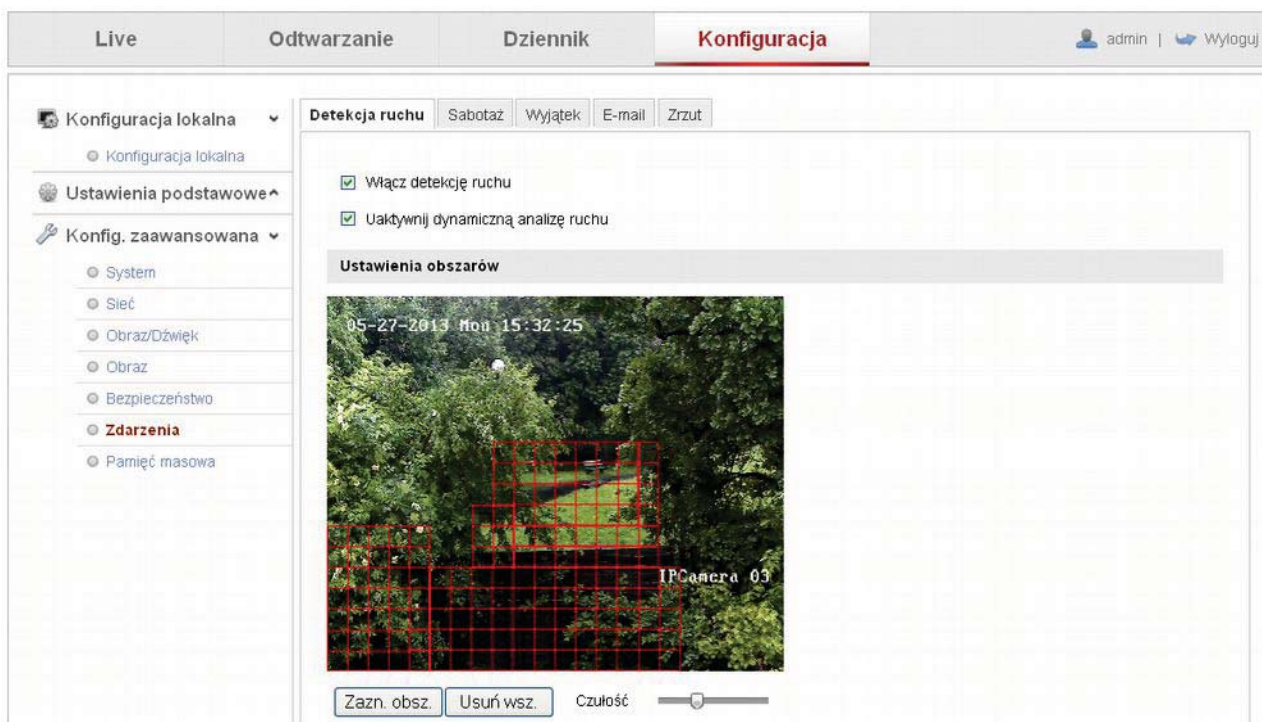 Live Odtwarzanie Dziennik Konfiguracja admin | Wyloguj
Konfiguracja lokalna
Konfiguracja lokalna
Ustawienia podstawowe
Konfig. zaawansowana
System
Sieć
Obraz/Dźwięk
Obraz
Bezpieczeństwo
Zdarzenia
Pamięć masowa
Detekcja ruchu Sabotaż Wyjątek E-mail Zrzut
Włącz detekcję ruchu
Uaktywnij dynamiczną analizę ruchu
Ustawienia obszarów
05-27-2013 Mon 15:32:25
IPCamera 03
Zazn. obsz. Usuń wsz. Czułość